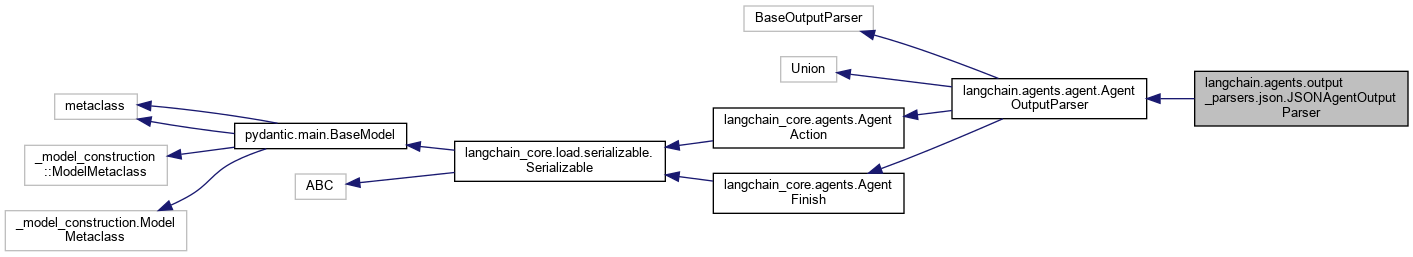 BaseOutputParser
Union
langchain.agents.agent.Agent
OutputParser
langchain.agents.output
_parsers.json.JSONAgentOutput
Parser
metaclass
pydantic.main.BaseModel
langchain_core.agents.Agent
Action
_model_construction
::ModelMetaclass
langchain_core.load.serializable.
Serializable
ABC
langchain_core.agents.Agent
Finish
_model_construction.Model
Metaclass